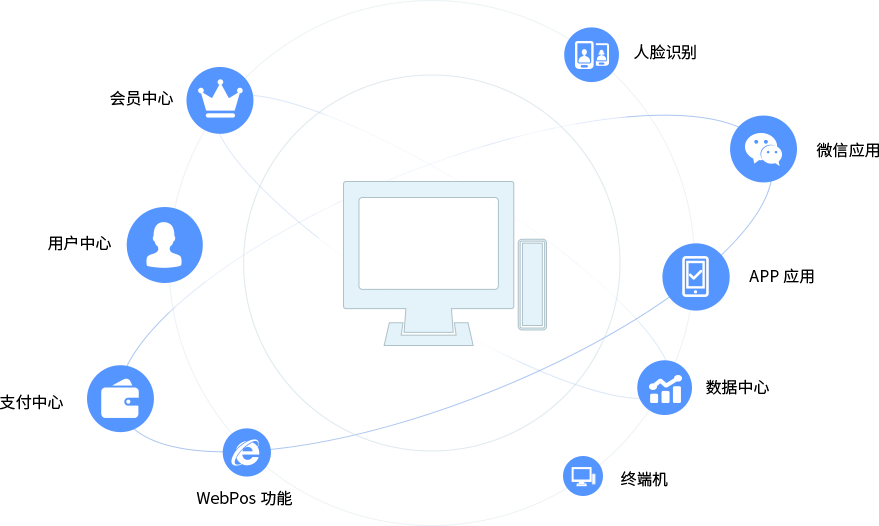 人脸识别
会员中心
微信应用
用户中心
APP 应用
数据中心
支付中心
终端机
WebPos 功能